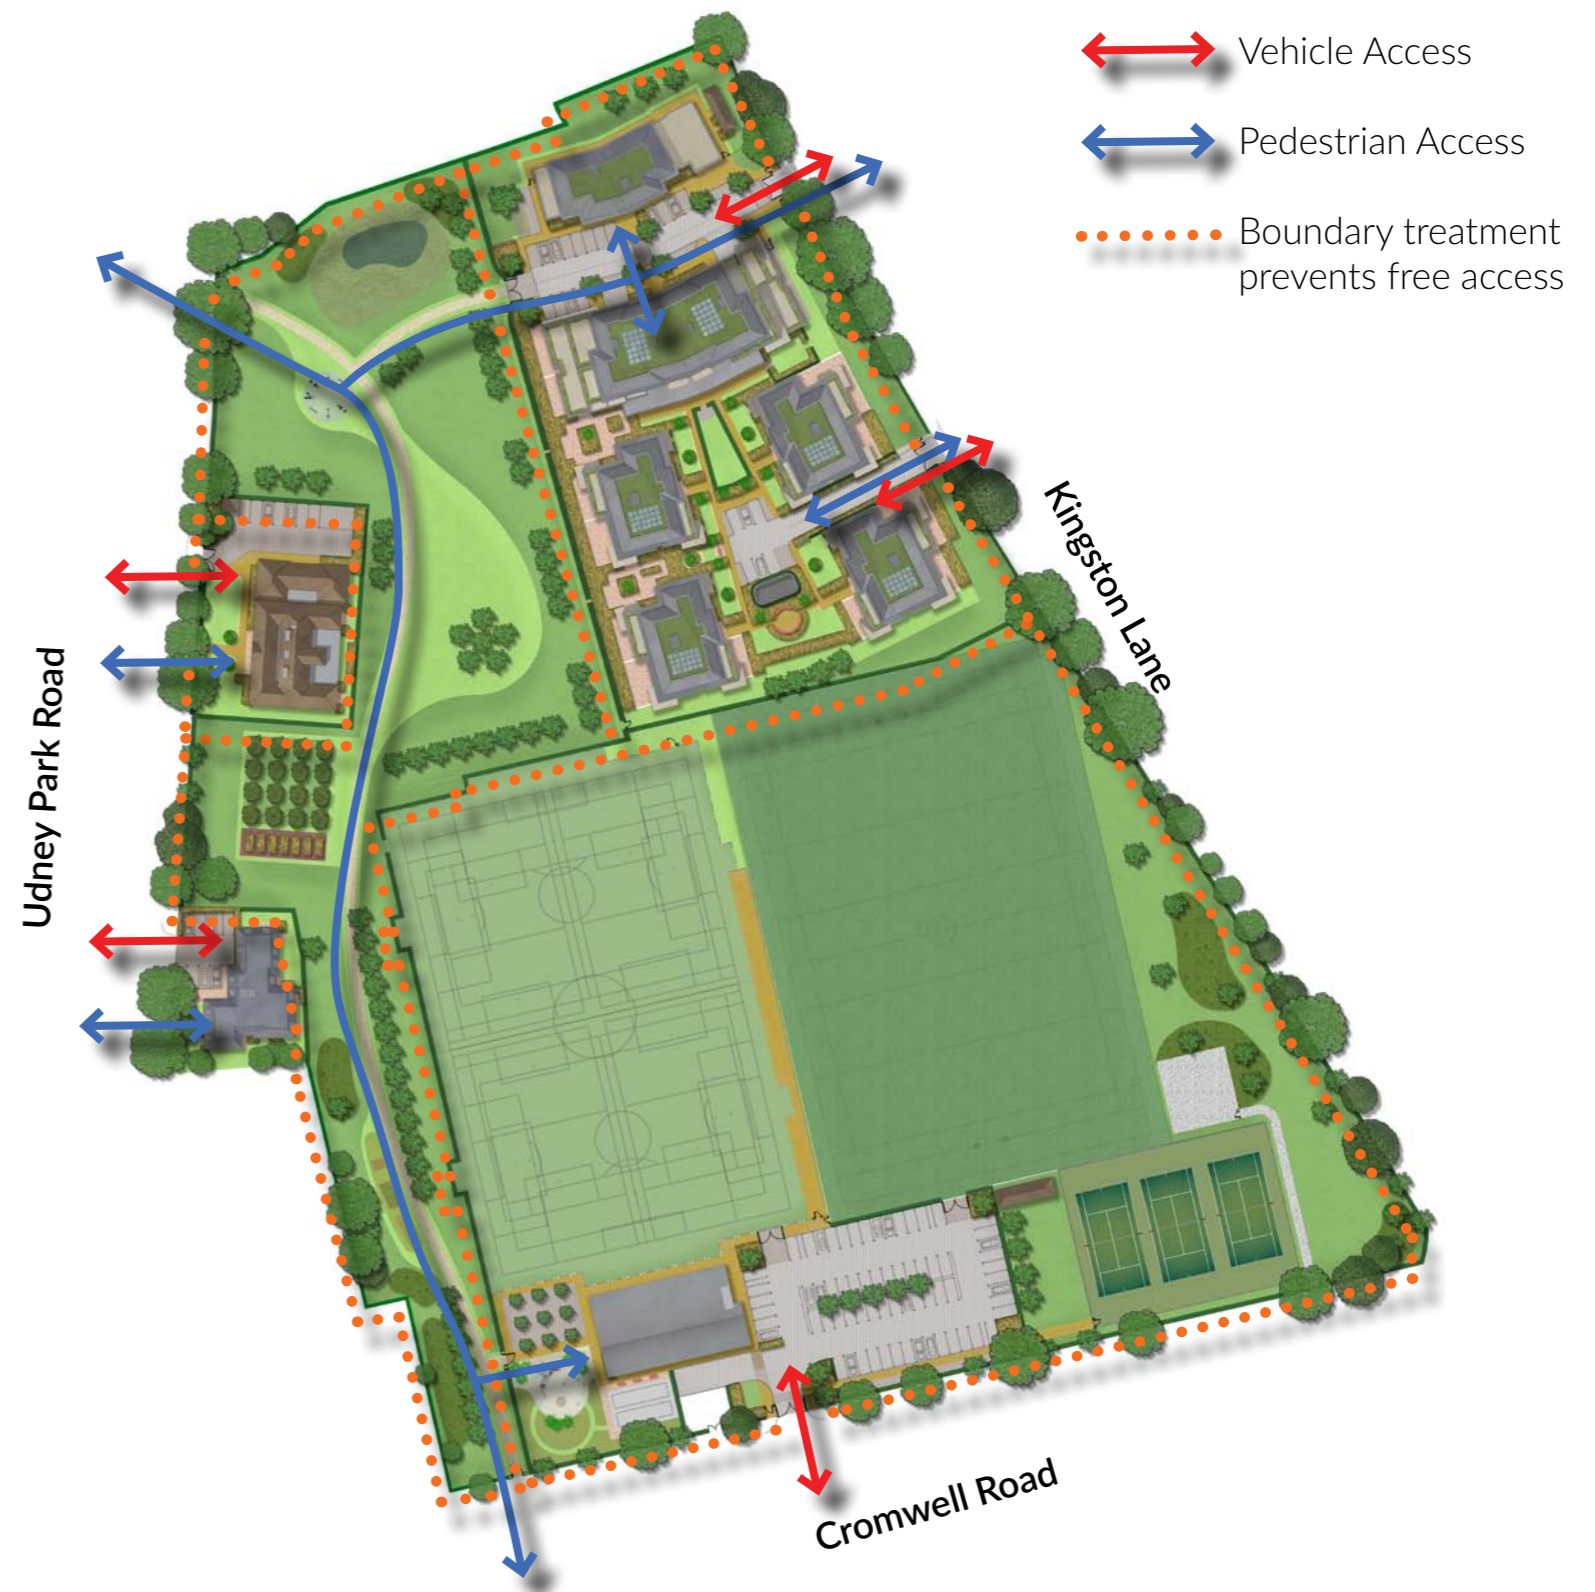 Vehicle Access
Pedestrian Access
Boundary treatment
prevents free access
Kingston Lane
Udney Park Road
Cromwell Road